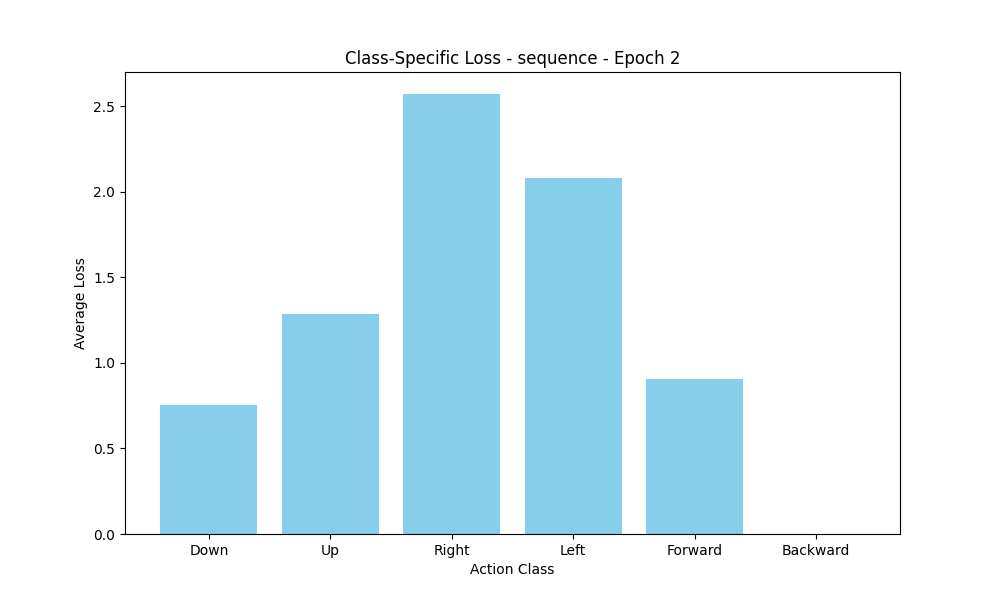 Class-Specific Loss - sequence - Epoch 2
2.5
2.0
1.5
1.0
0.5
0.0
Average Loss
Down Up Right Left Forward Backward
Action Class